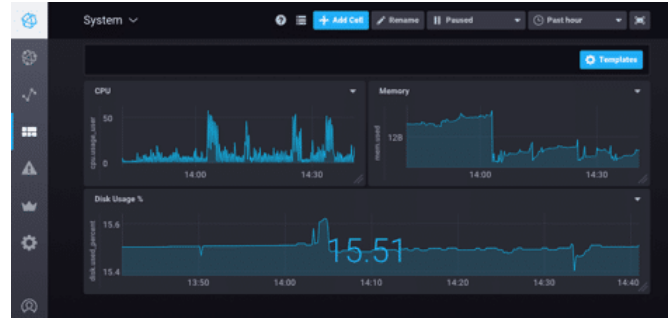 System
+ Add Cell
Rename
Paused
Past hour
Templates
CPU
cpu.usage_user
50
0
14:00
14:30
Memory
mem.used
12B
14:00
14:30
Disk Usage %
disk.used_percent
15.6
15.4
15.51
13:50
14:00
14:10
14:20
14:30
14:40